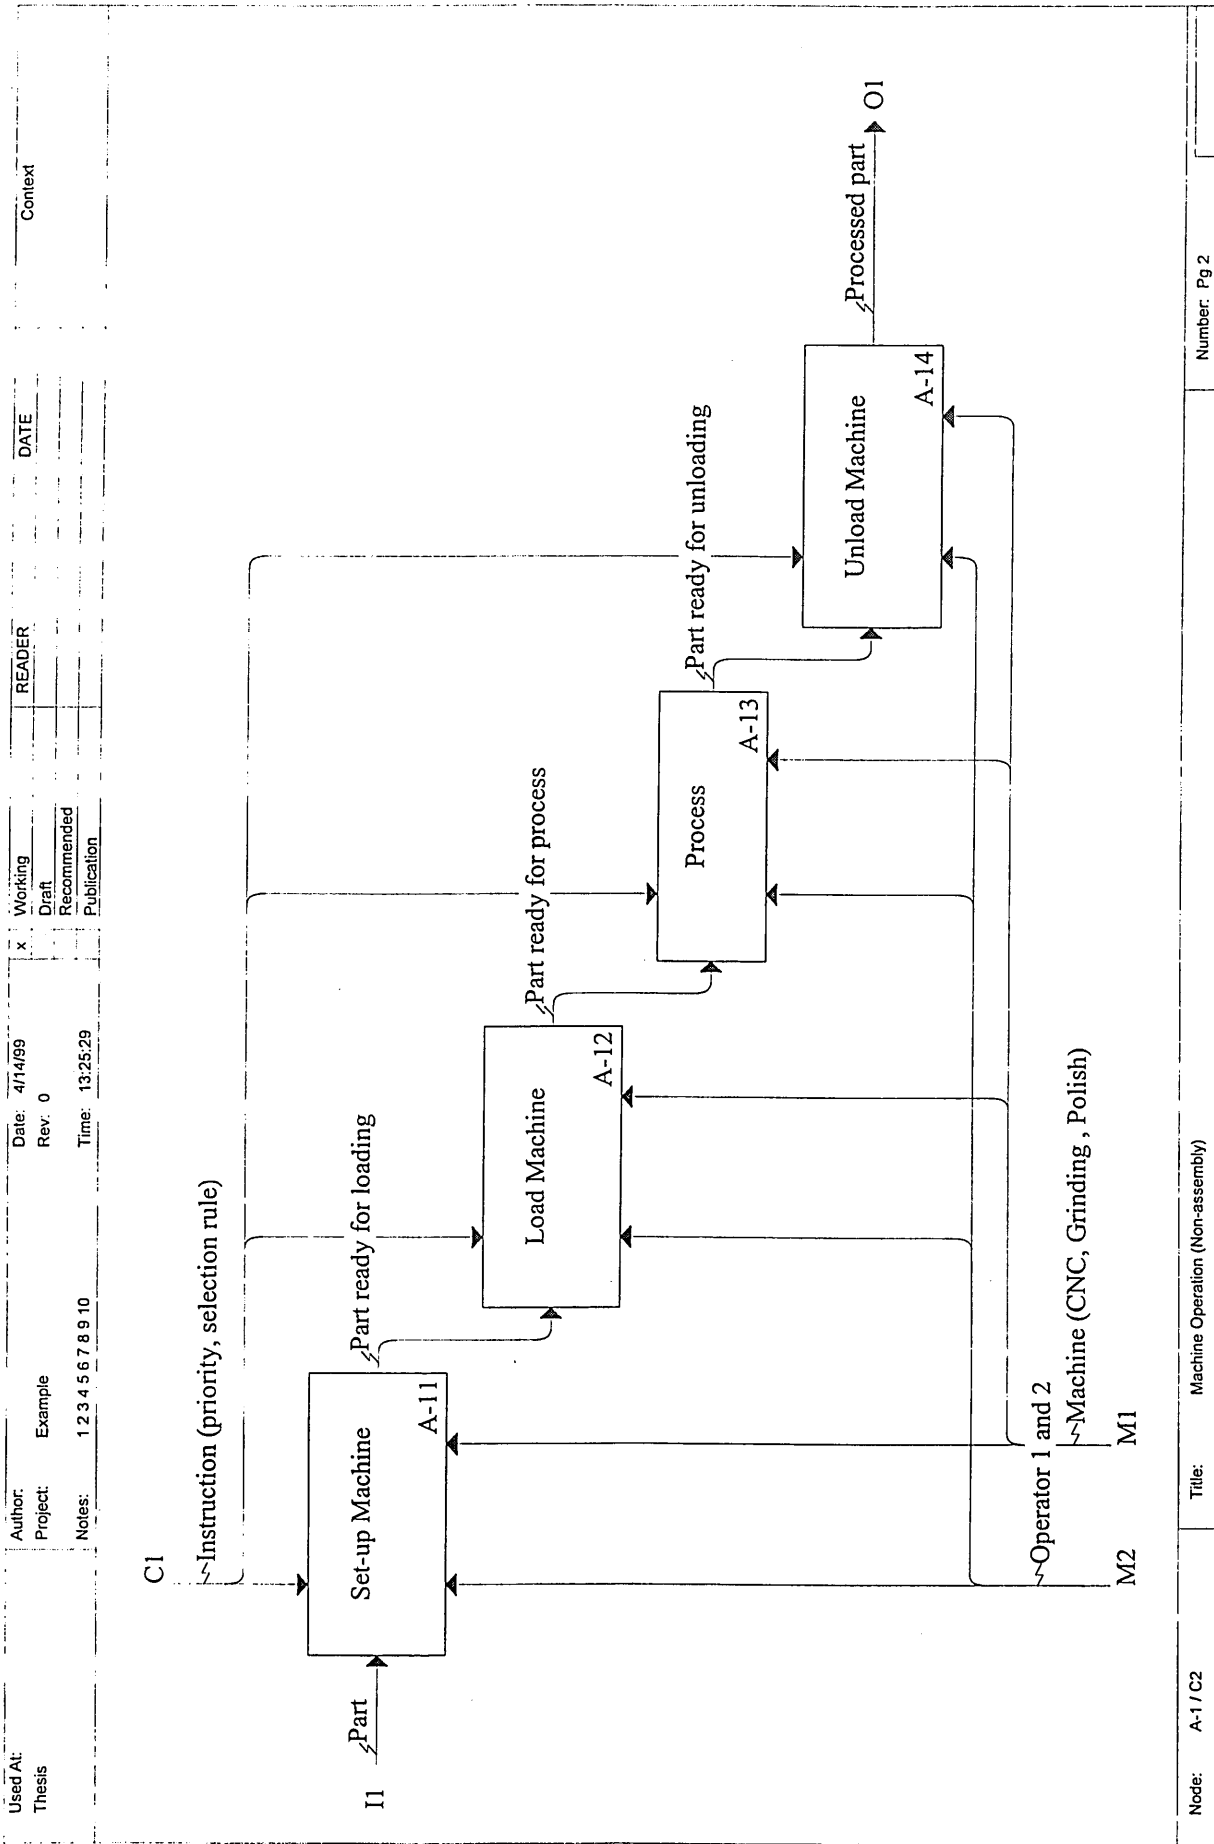 Used At:
Thesis
Author:
Project: Example
Notes: 1 2 3 4 5 6 7 8 9 10
Date: 4/14/99
Rev: 0
Time: 13:25:29
x Working
Draft
Recommended
Publication
READER
DATE
Context
C1
Instruction (priority, selection rule)
I1
Part
Set-up Machine
A-11
Part ready for loading
Load Machine
A-12
Part ready for process
Process
A-13
Part ready for unloading
Unload Machine
A-14
Processed part
O1
Operator 1 and 2
Machine (CNC, Grinding , Polish)
M2
M1
Node: A-1 / C2
Title: Machine Operation (Non-assembly)
Number: Pg 2